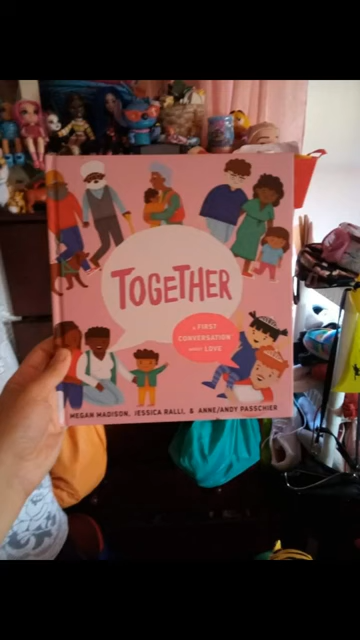 TOGETHER
A FIRST
CONVERSATION
ABOUT LOVE
MEGAN MADISON, JESSICA RALLI, & ANNE/ANDY PASSCHIER